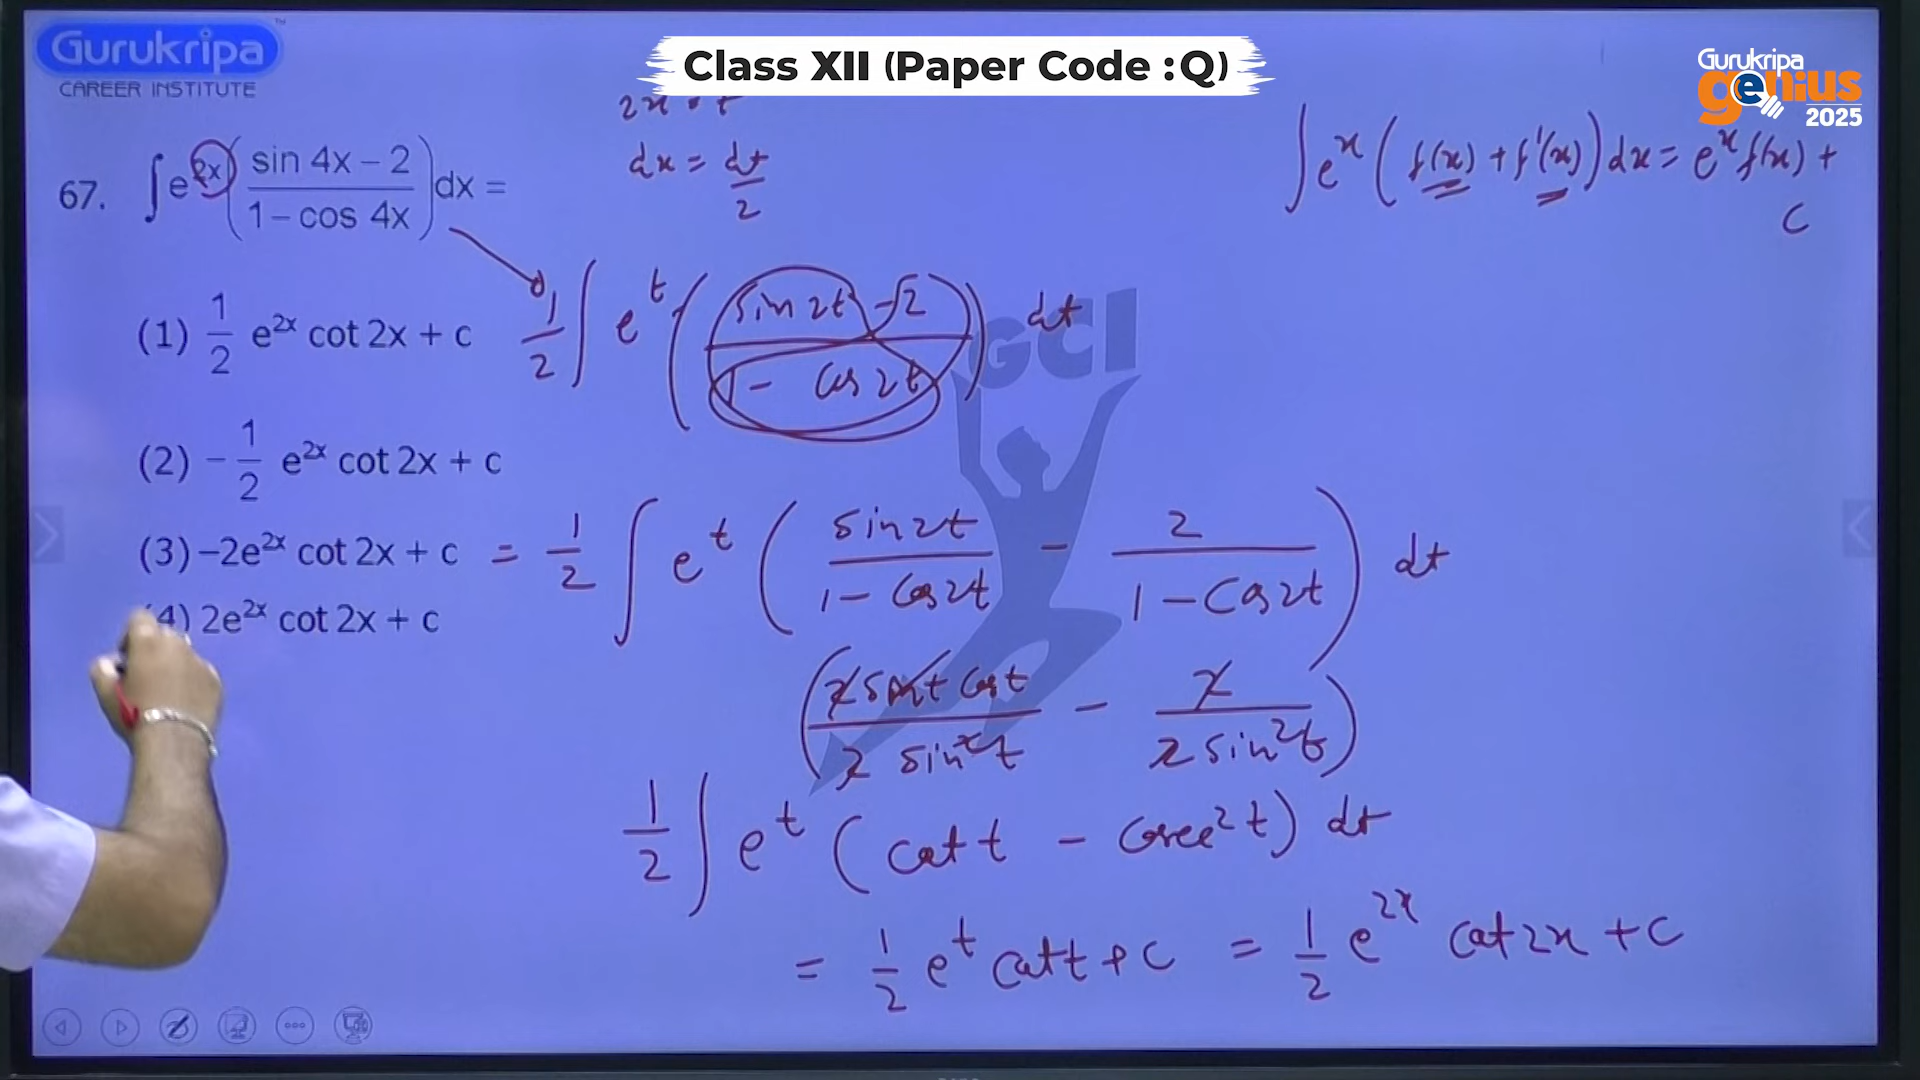 Gurukripa
CAREER INSTITUTE
Class XII (Paper Code :Q)
Gurukripa
genius
2025
2x = t
dx = dt/2
∫e^x (f(x) + f'(x)) dx = e^x f(x) +
c
67. ∫e^2x ((sin 4x − 2)/(1 − cos 4x)) dx =
(1) 1/2 e^2x cot 2x + c
1/2 ∫ e^t ((sin 2t − 2)/(1 − cos 2t)) dt
GCI
(2) − 1/2 e^2x cot 2x + c
(3) −2e^2x cot 2x + c
= 1/2 ∫ e^t (sin 2t/(1 − cos 2t) − 2/(1 − cos 2t)) dt
(4) 2e^2x cot 2x + c
(2 sin t cos t/2 sin^2 t − 2/2 sin^2 t)
1/2 ∫ e^t (cot t − cosec^2 t) dt
= 1/2 e^t cot t + c = 1/2 e^2x cot 2x + c